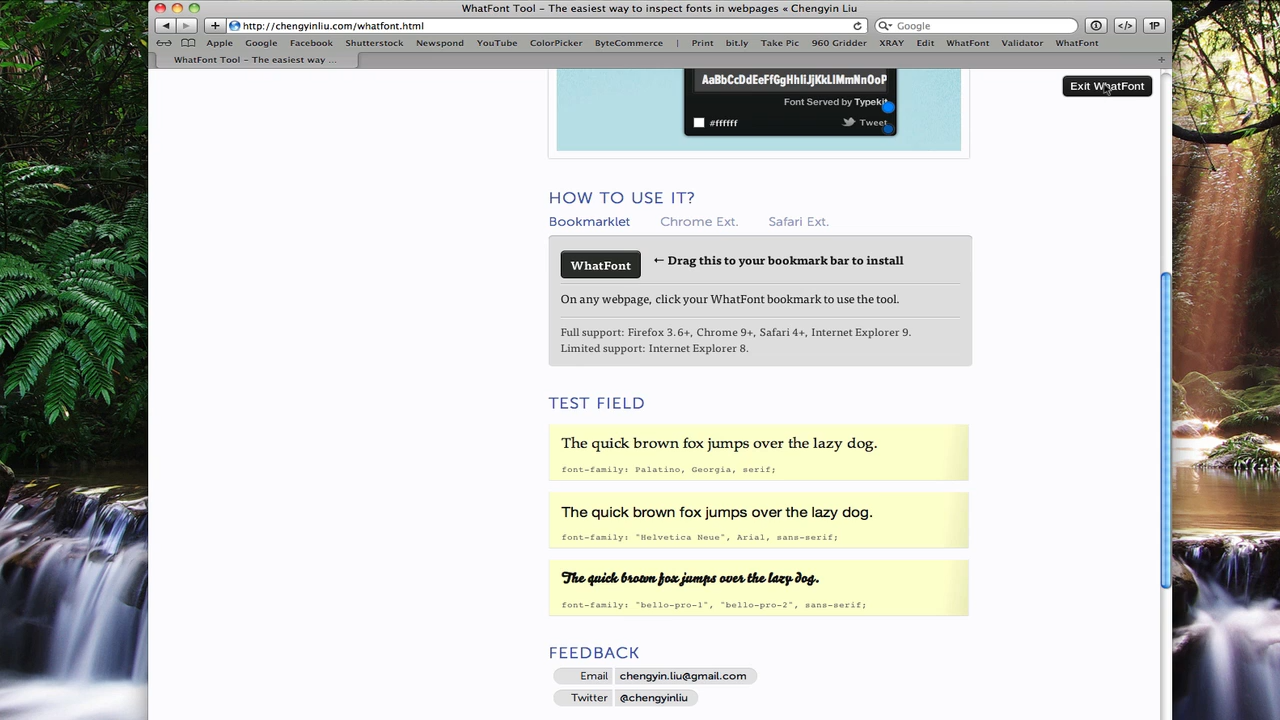 WhatFont Tool – The easiest way to inspect fonts in webpages « Chengyin Liu
http://chengyinliu.com/whatfont.html
Google
1P
Apple Google Facebook Shutterstock Newspond YouTube ColorPicker ByteCommerce | Print bit.ly Take Pic 960 Gridder XRAY Edit WhatFont Validator WhatFont
WhatFont Tool – The easiest way ...
Exit WhatFont
AaBbCcDdEeFfGgHhIiJjKkLlMmNnOoP
Font Served by Typekit
#ffffff
Tweet
HOW TO USE IT?
Bookmarklet Chrome Ext. Safari Ext.
WhatFont ← Drag this to your bookmark bar to install
On any webpage, click your WhatFont bookmark to use the tool.
Full support: Firefox 3.6+, Chrome 9+, Safari 4+, Internet Explorer 9.
Limited support: Internet Explorer 8.
TEST FIELD
The quick brown fox jumps over the lazy dog.
font-family: Palatino, Georgia, serif;
The quick brown fox jumps over the lazy dog.
font-family: "Helvetica Neue", Arial, sans-serif;
The quick brown fox jumps over the lazy dog.
font-family: "bello-pro-1", "bello-pro-2", sans-serif;
FEEDBACK
Email chengyin.liu@gmail.com
Twitter @chengyinliu